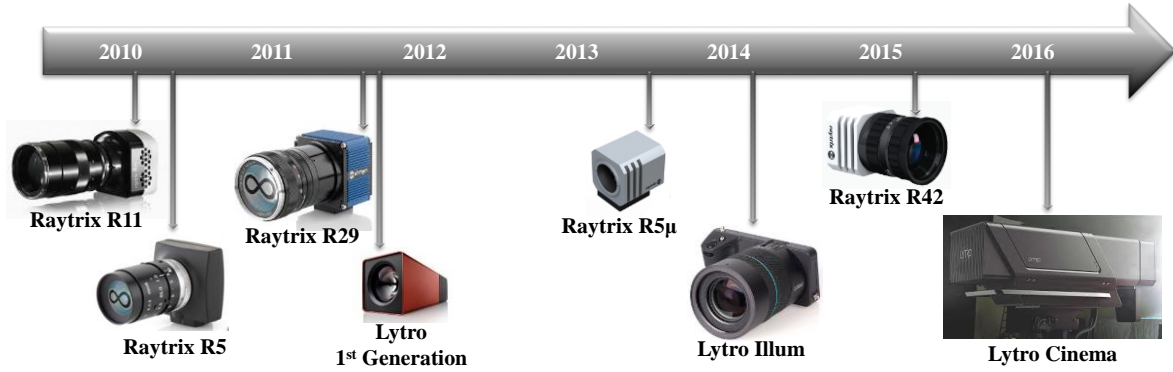 2010 2011 2012 2013 2014 2015 2016
raytrix
Raytrix R11
Raytrix R29
Raytrix R5μ
Raytrix R42
Raytrix R5
Lytro
1st Generation
Lytro Illum
Lytro Cinema